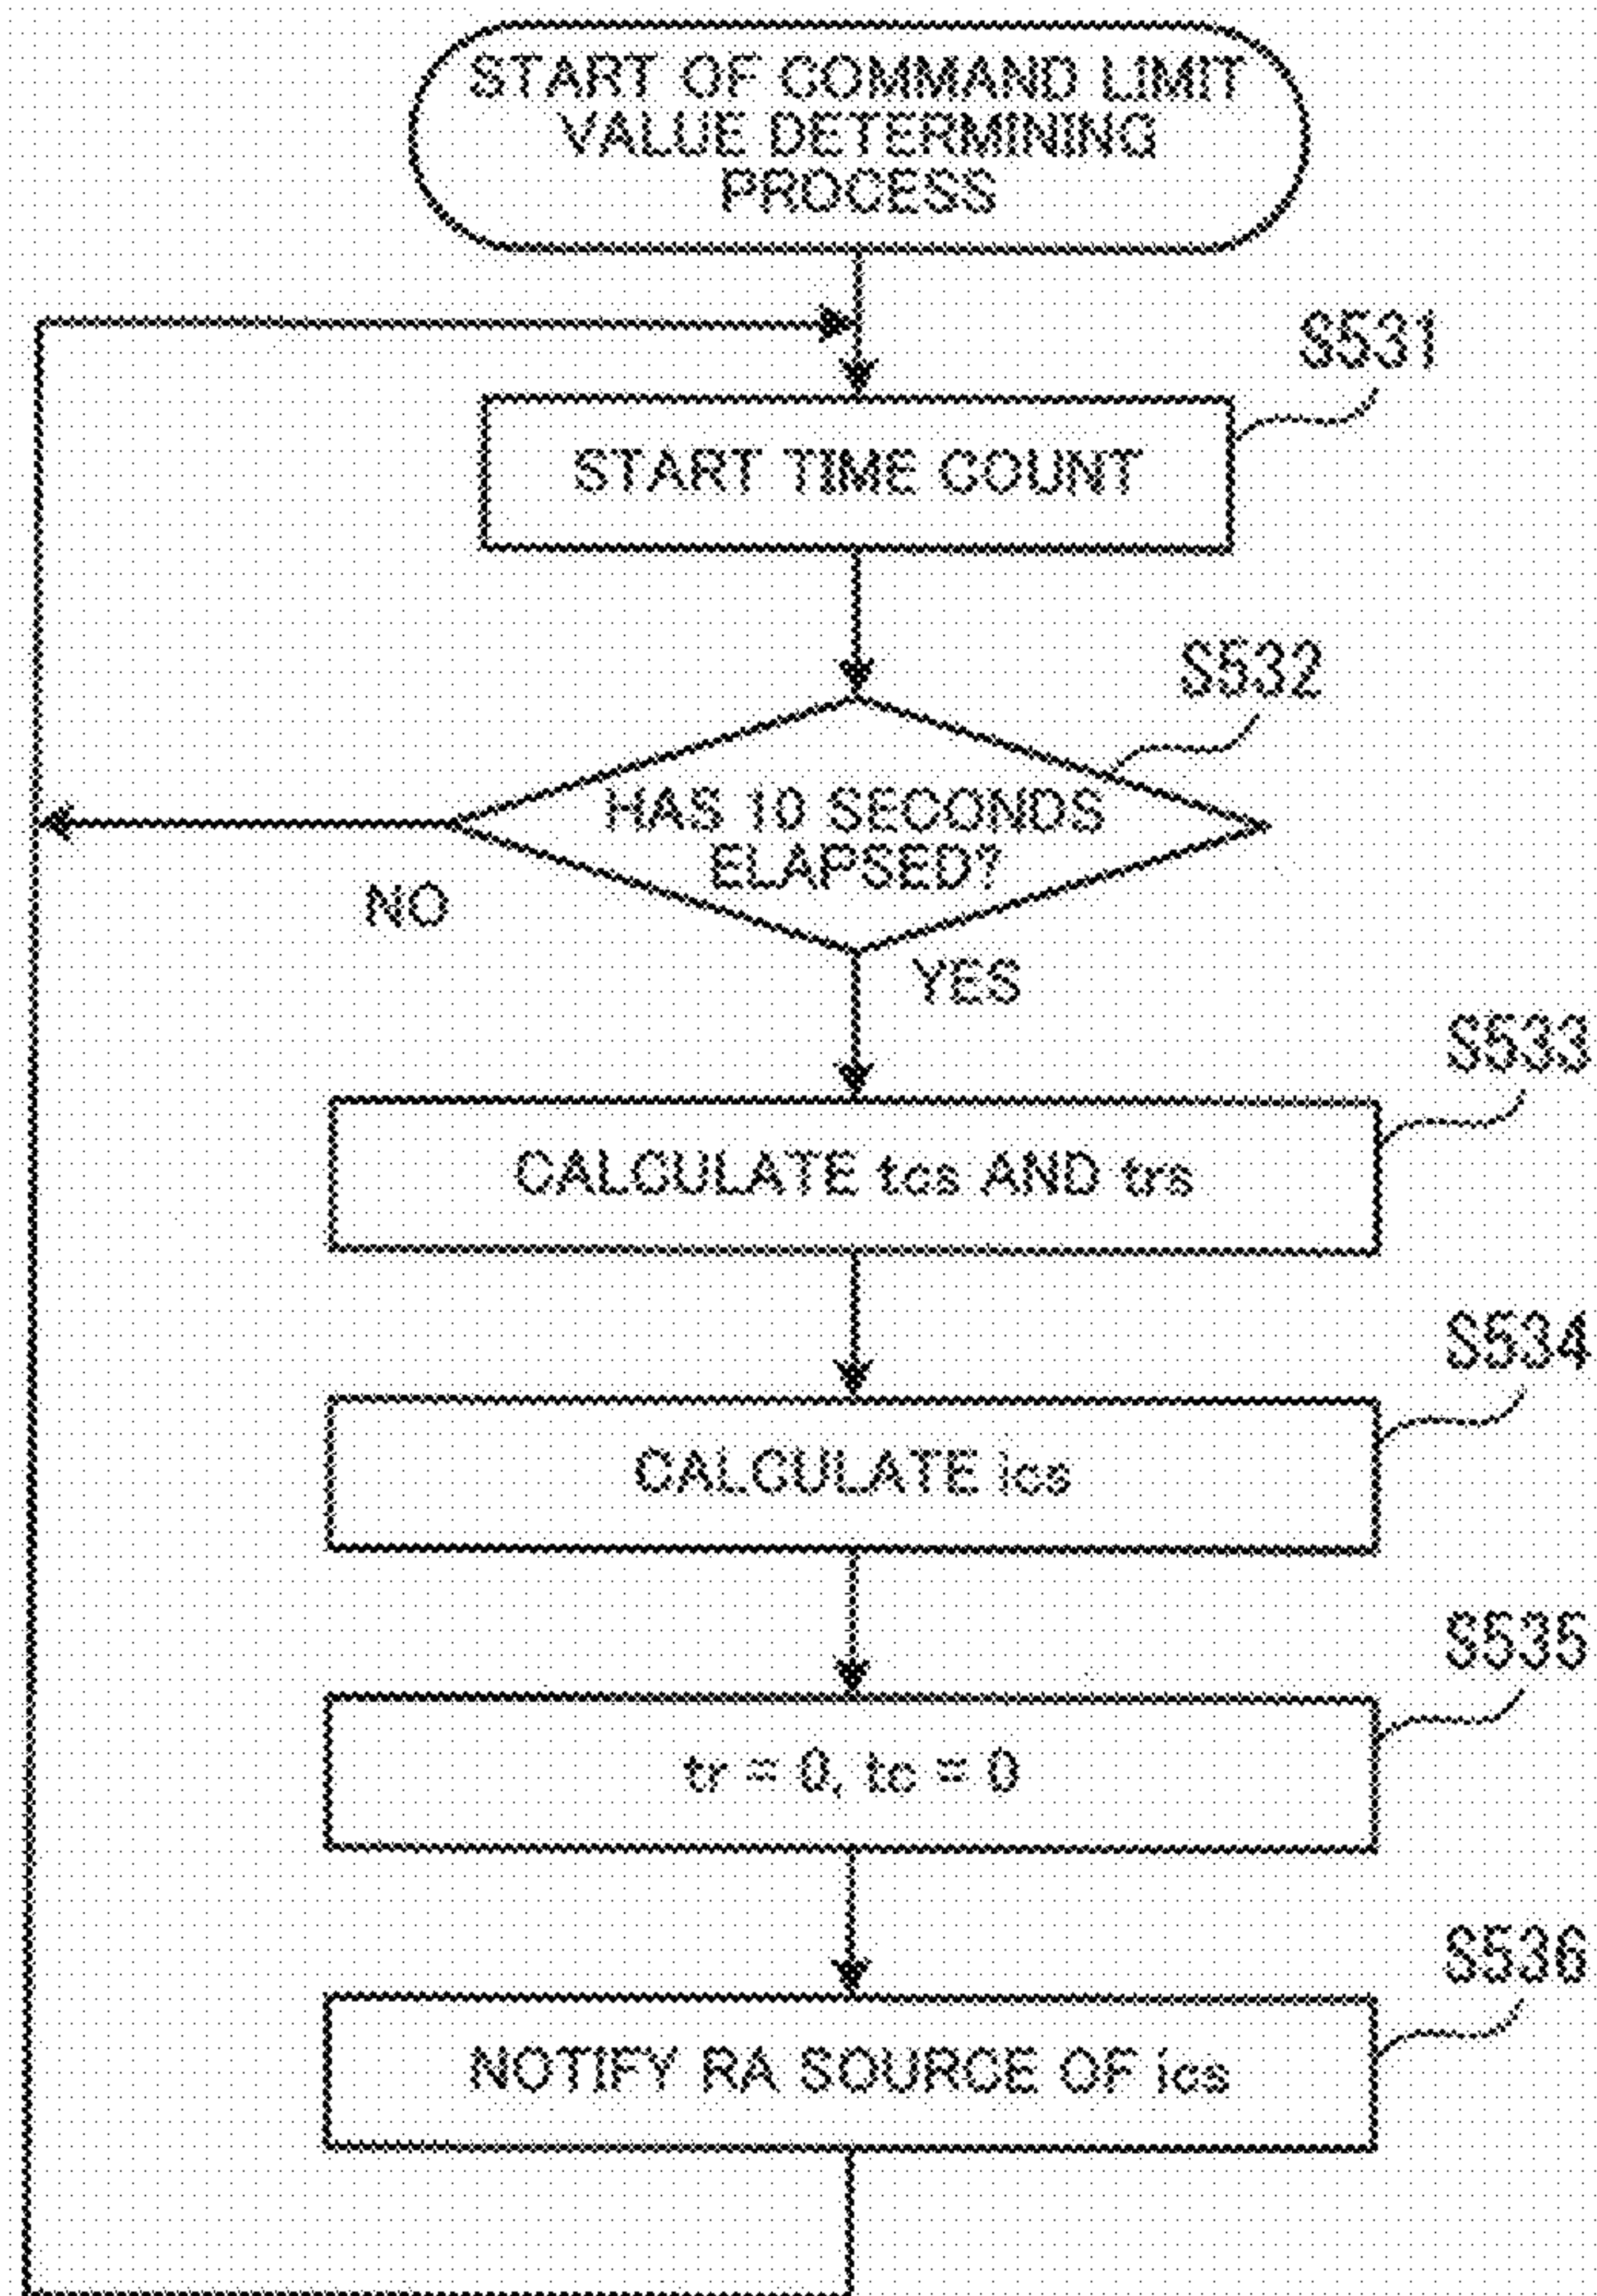 START OF COMMAND LIMIT
VALUE DETERMINING
PROCESS
S531
START TIME COUNT
S532
HAS 10 SECONDS
ELAPSED?
NO
YES
S533
CALCULATE tcs AND trs
S534
CALCULATE ics
S535
tr = 0, tc = 0
S536
NOTIFY RA SOURCE OF ics